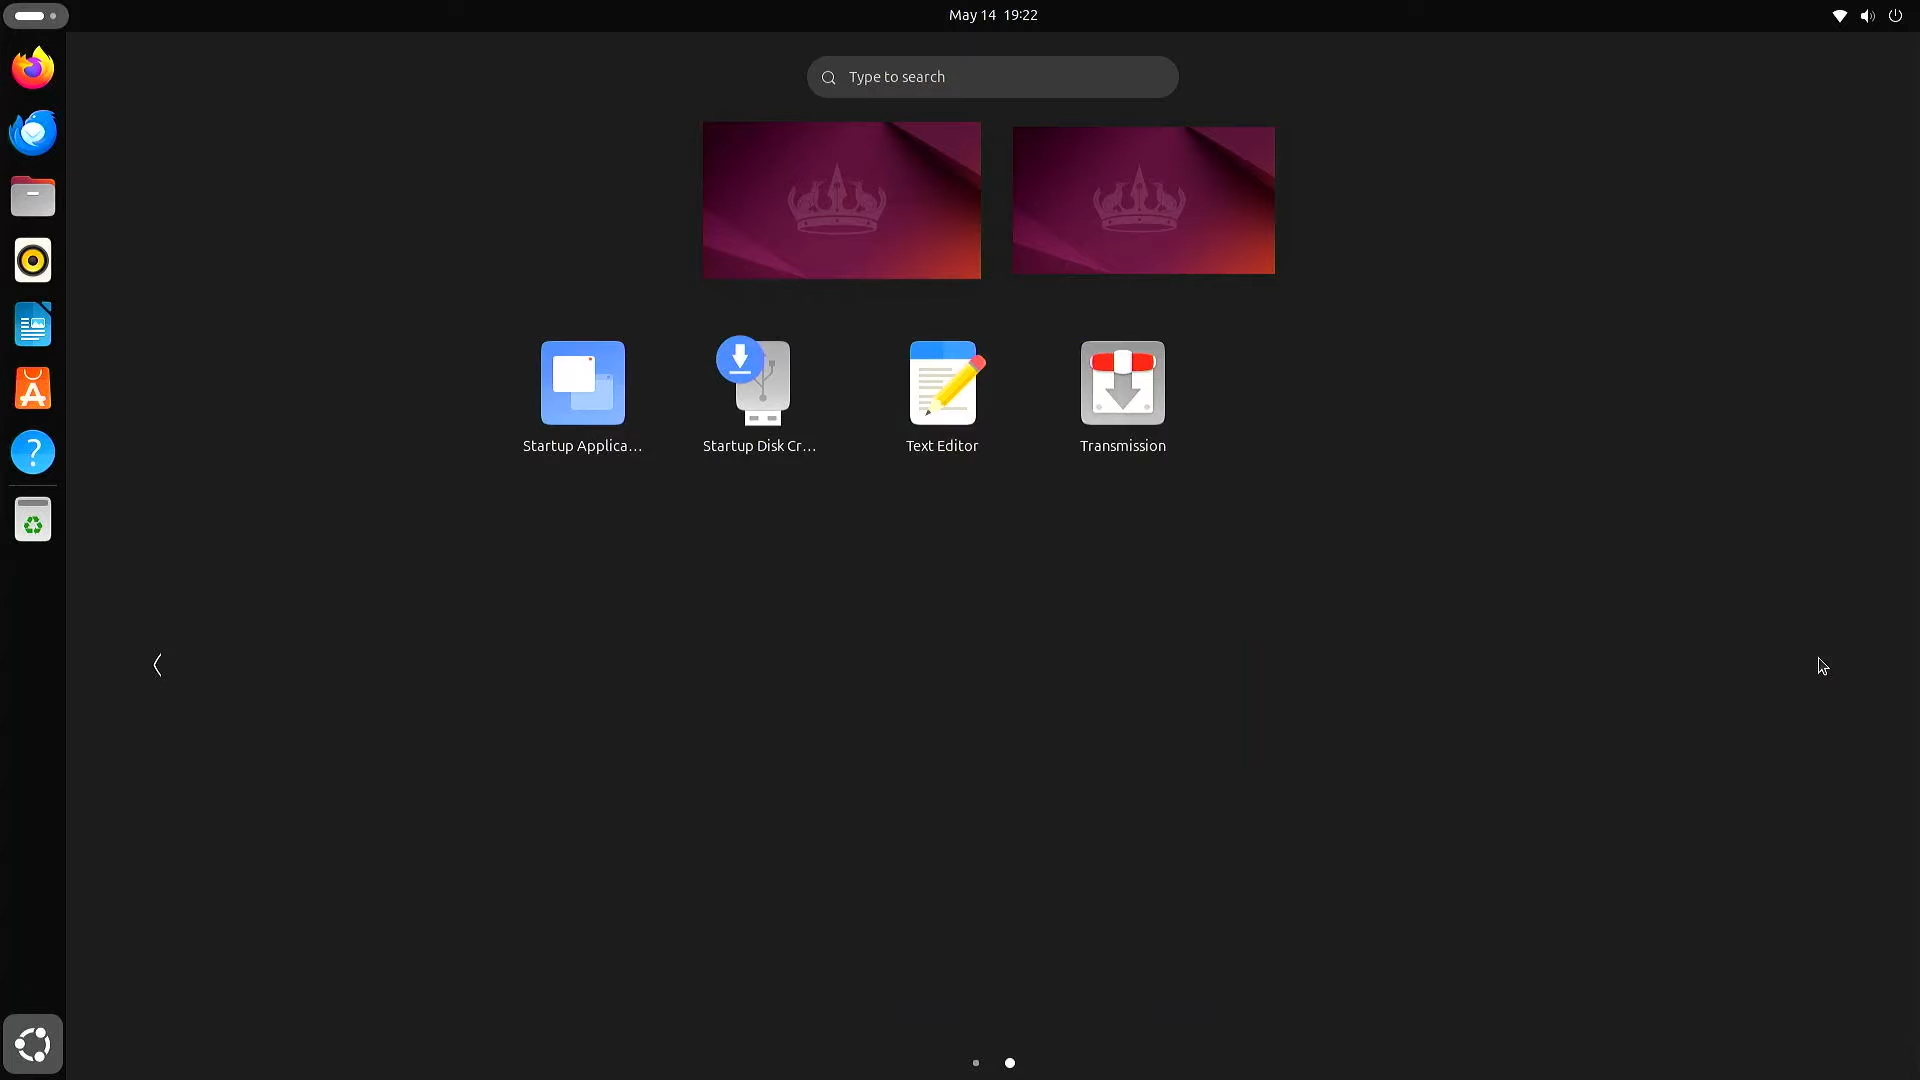 May 14 19:22
Type to search
Startup Applica...
Startup Disk Cr...
Text Editor
Transmission